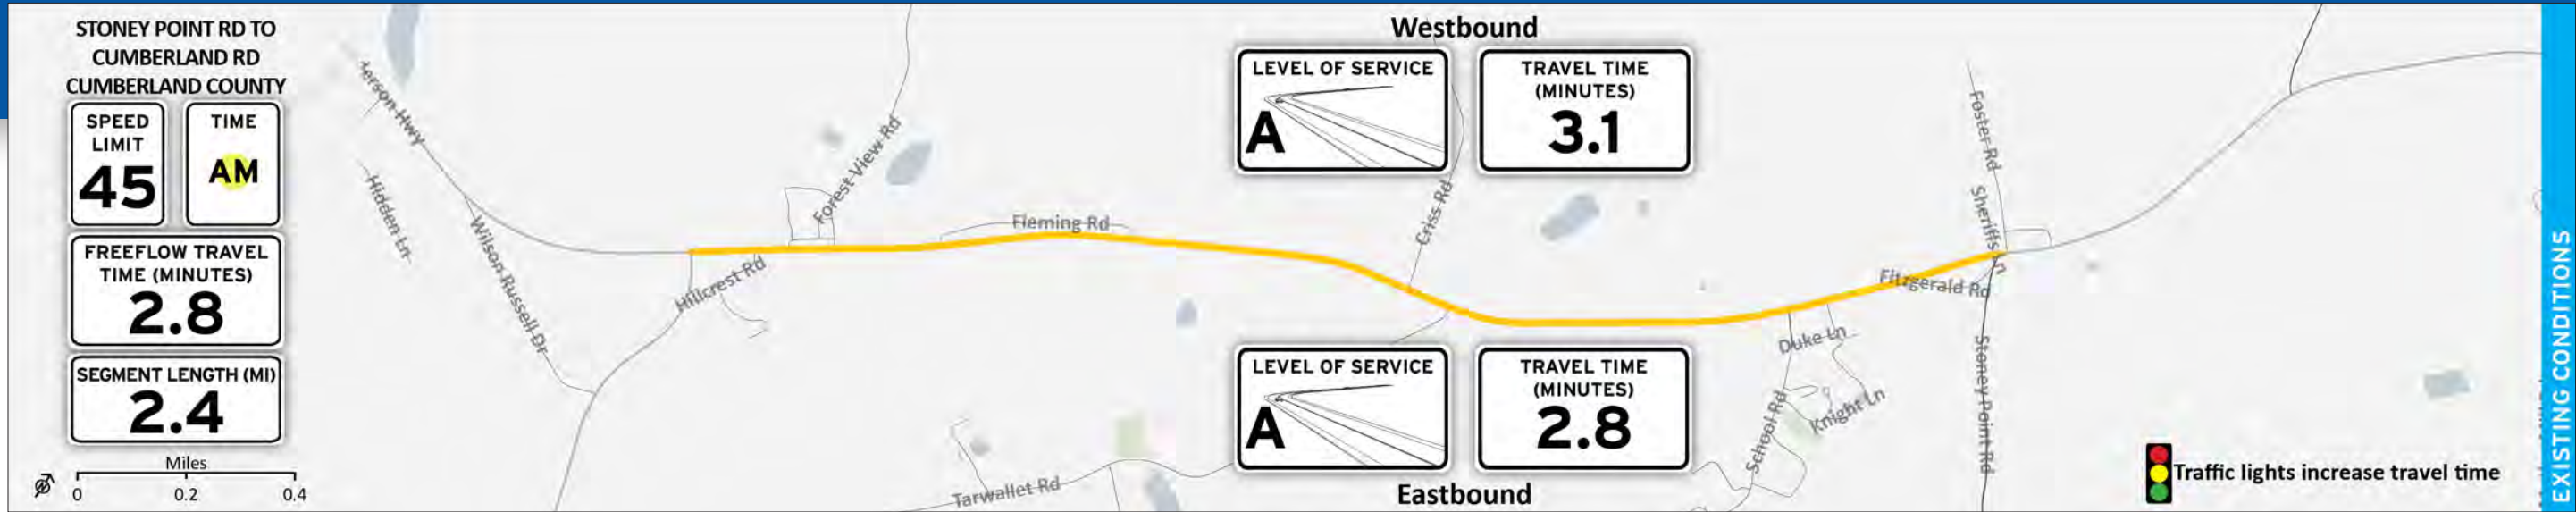 STONEY POINT RD TO
CUMBERLAND RD
CUMBERLAND COUNTY
SPEED
LIMIT
45
TIME
AM
FREEFLOW TRAVEL
TIME (MINUTES)
2.8
SEGMENT LENGTH (MI)
2.4
Miles
0 0.2 0.4
erson Hwy
Hidden Ln
Wilson Russell Dr
Hillcrest Rd
Forest View Rd
Fleming Rd
Tarwallet Rd
Westbound
LEVEL OF SERVICE
A
TRAVEL TIME
(MINUTES)
3.1
Criss Rd
LEVEL OF SERVICE
A
TRAVEL TIME
(MINUTES)
2.8
Eastbound
Foster Rd
Sheriffs Ln
Fitzgerald Rd
Duke Ln
Knight Ln
School Rd
Stoney Point Rd
Traffic lights increase travel time
EXISTING CONDITIONS